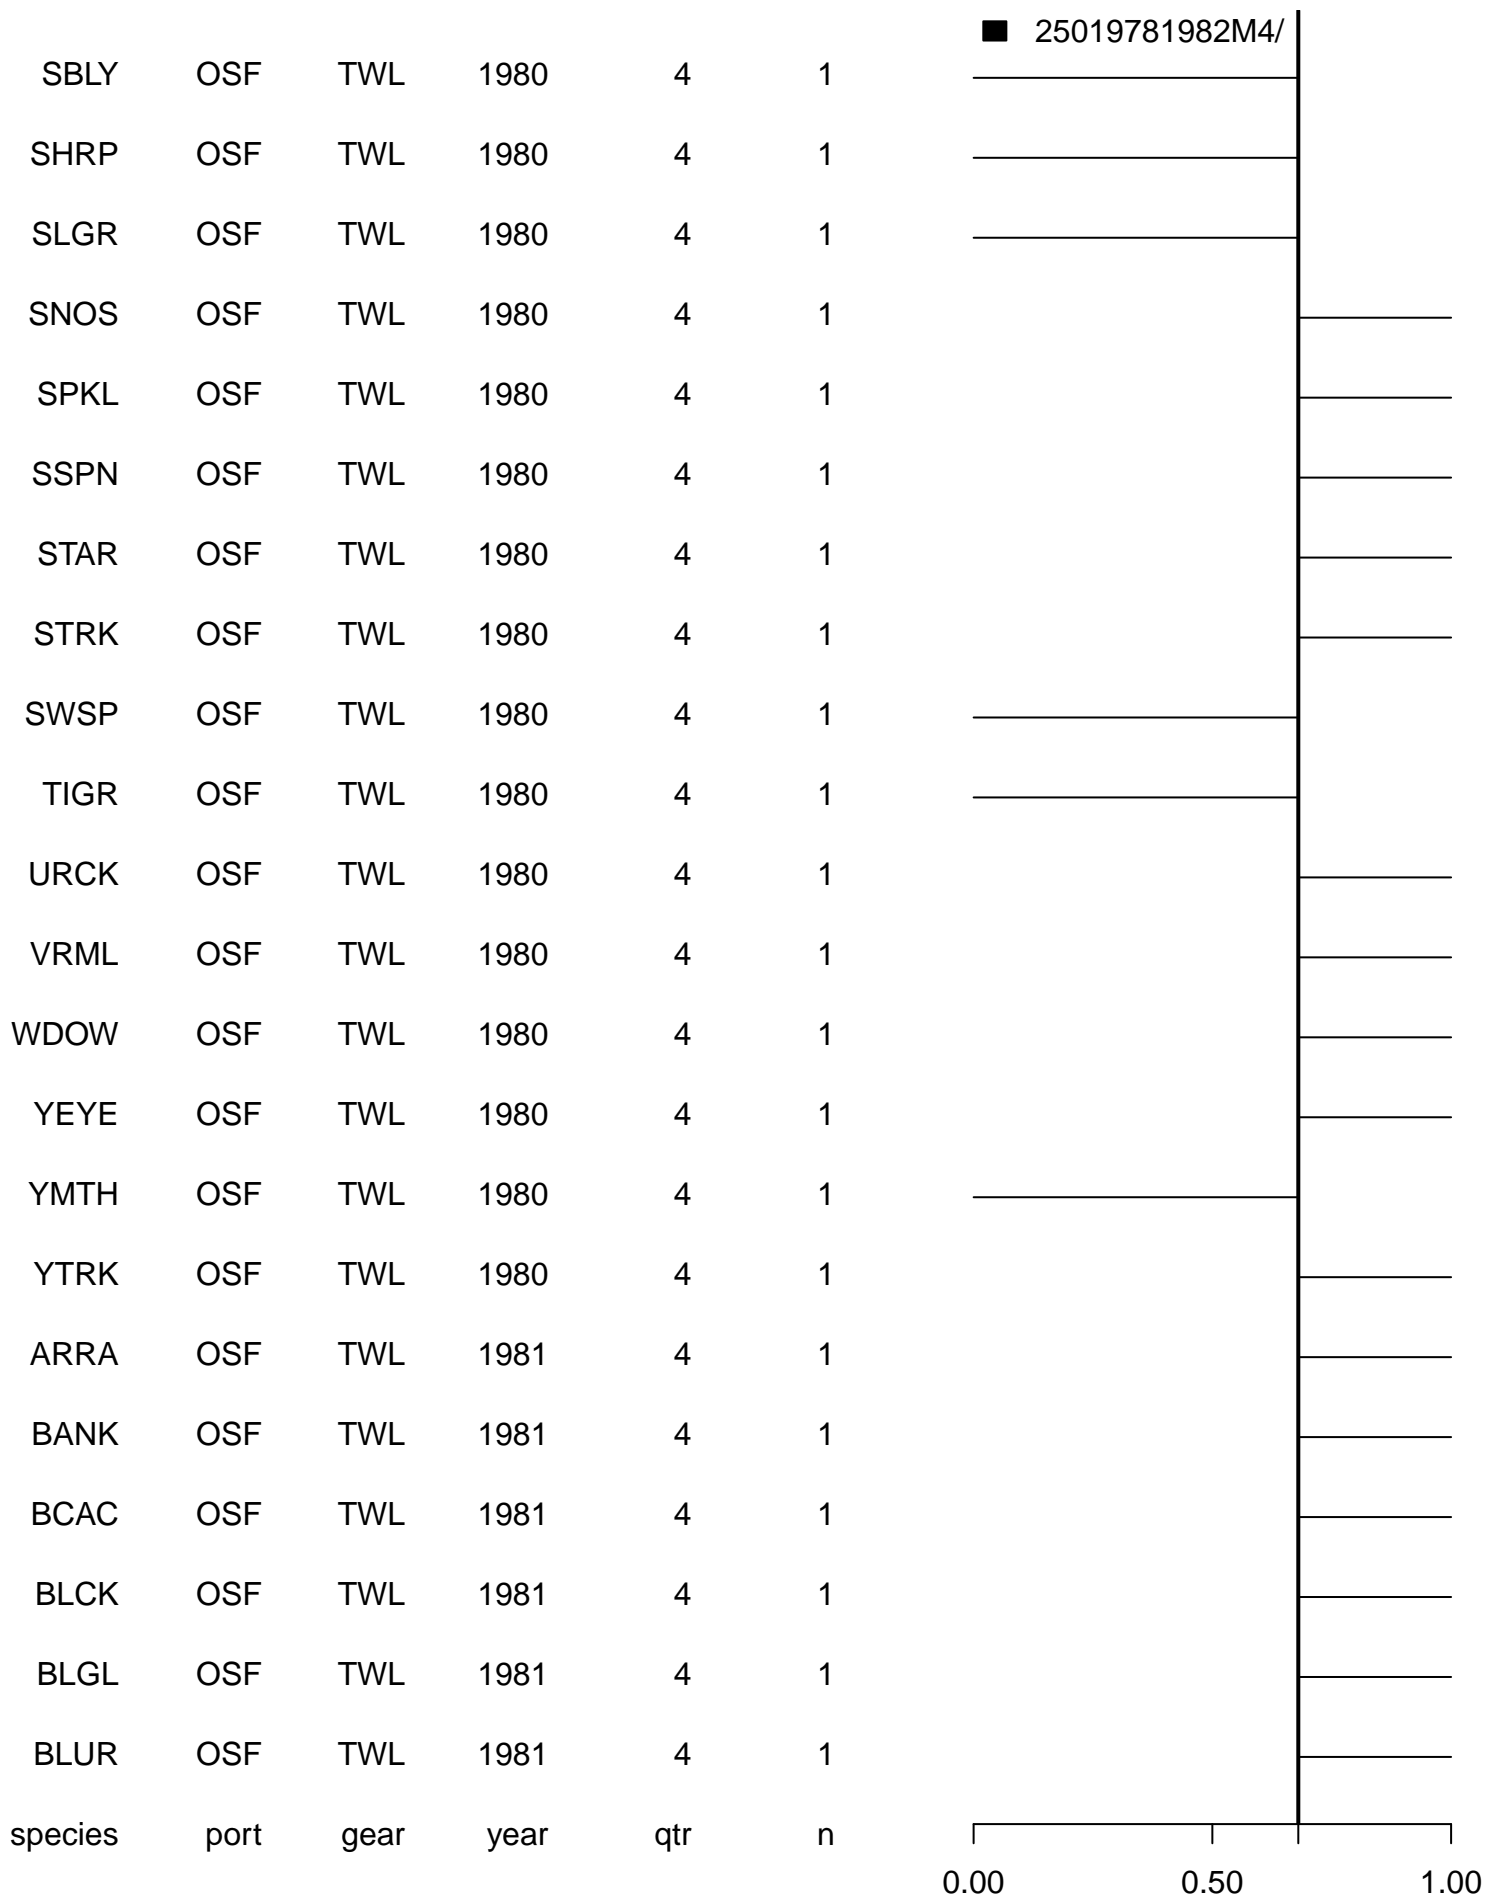 25019781982M4/
SBLY OSF TWL 1980 4 1
SHRP OSF TWL 1980 4 1
SLGR OSF TWL 1980 4 1
SNOS OSF TWL 1980 4 1
SPKL OSF TWL 1980 4 1
SSPN OSF TWL 1980 4 1
STAR OSF TWL 1980 4 1
STRK OSF TWL 1980 4 1
SWSP OSF TWL 1980 4 1
TIGR OSF TWL 1980 4 1
URCK OSF TWL 1980 4 1
VRML OSF TWL 1980 4 1
WDOW OSF TWL 1980 4 1
YEYE OSF TWL 1980 4 1
YMTH OSF TWL 1980 4 1
YTRK OSF TWL 1980 4 1
ARRA OSF TWL 1981 4 1
BANK OSF TWL 1981 4 1
BCAC OSF TWL 1981 4 1
BLCK OSF TWL 1981 4 1
BLGL OSF TWL 1981 4 1
BLUR OSF TWL 1981 4 1
species port gear year qtr n
0.00 0.50 1.00